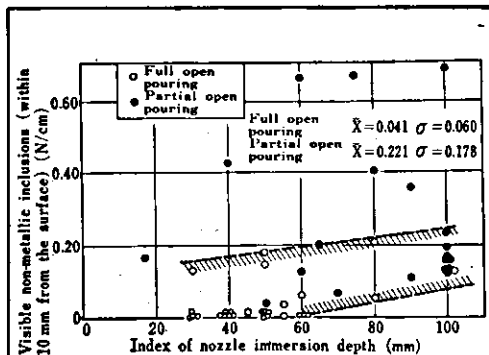 Visible non-metallic inclusions (within
10 mm from the surface) (N/cm)
0.60
0.40
0.20
0
Full open
pouring
Partial open
pouring
Full open
pouring X̄=0.041 σ=0.060
Partial open
pouring X̄=0.221 σ=0.178
0 20 40 60 80 100
Index of nozzle immersion depth (mm)